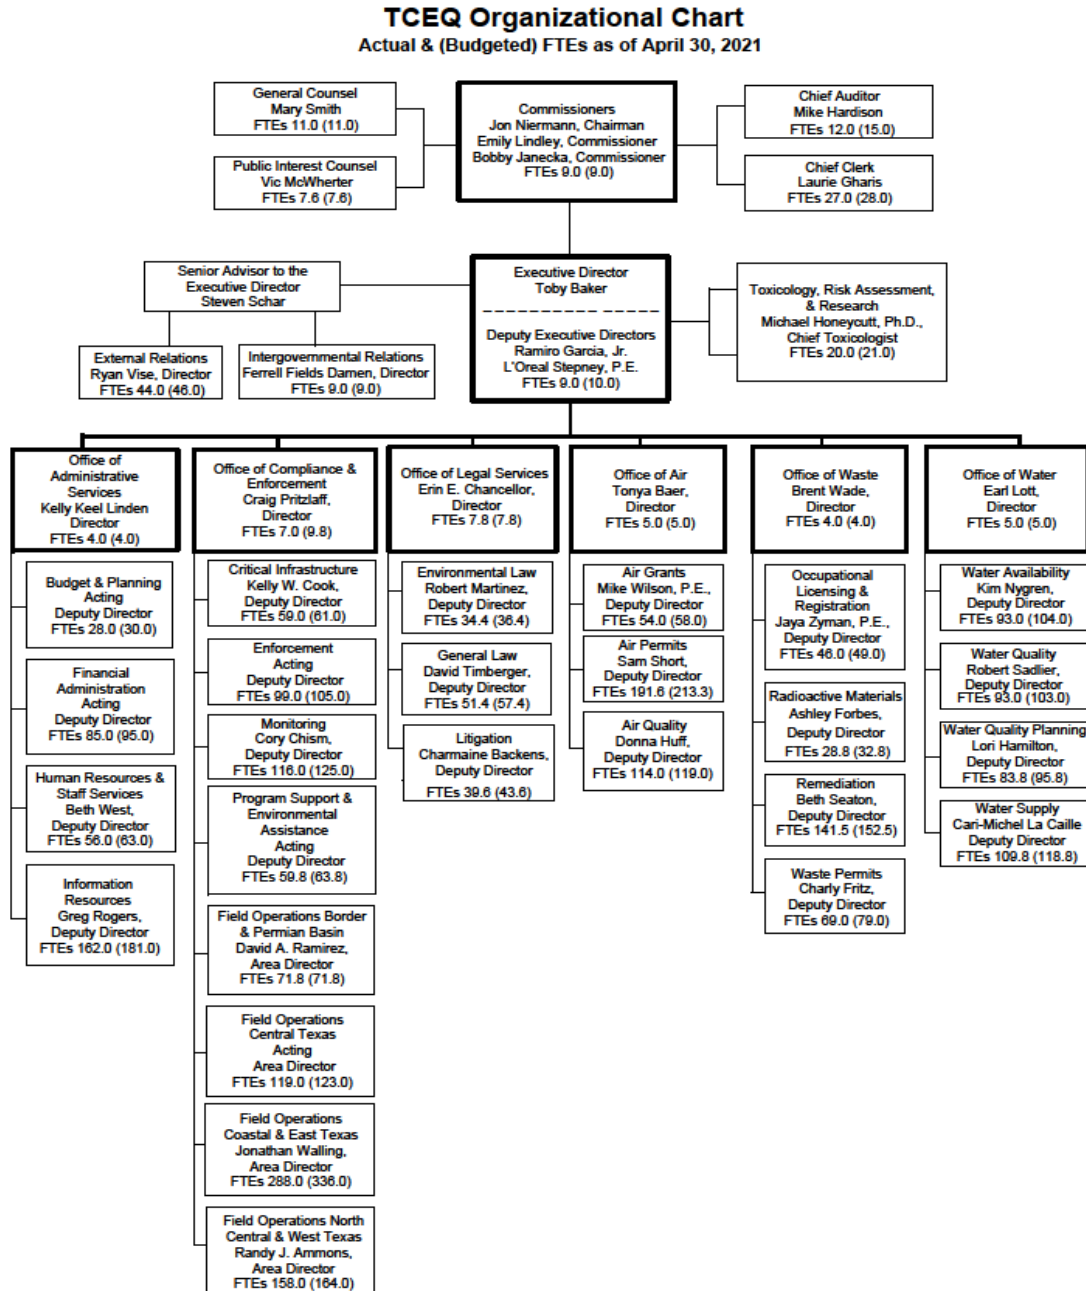 TCEQ Organizational Chart
Actual & (Budgeted) FTEs as of April 30, 2021
General Counsel
Mary Smith
FTEs 11.0 (11.0)
Public Interest Counsel
Vic McWherter
FTEs 7.6 (7.6)
Commissioners
Jon Niermann, Chairman
Emily Lindley, Commissioner
Bobby Janecka, Commissioner
FTEs 9.0 (9.0)
Chief Auditor
Mike Hardison
FTEs 12.0 (15.0)
Chief Clerk
Laurie Gharis
FTEs 27.0 (28.0)
Senior Advisor to the
Executive Director
Steven Schar
External Relations
Ryan Vise, Director
FTEs 44.0 (46.0)
Intergovernmental Relations
Ferrell Fields Damen, Director
FTEs 9.0 (9.0)
Executive Director
Toby Baker
Deputy Executive Directors
Ramiro Garcia, Jr.
L'Oreal Stepney, P.E.
FTEs 9.0 (10.0)
Toxicology, Risk Assessment,
& Research
Michael Honeycutt, Ph.D.,
Chief Toxicologist
FTEs 20.0 (21.0)
Office of
Administrative
Services
Kelly Keel Linden
Director
FTEs 4.0 (4.0)
Budget & Planning
Acting
Deputy Director
FTEs 28.0 (30.0)
Financial
Administration
Acting
Deputy Director
FTEs 85.0 (95.0)
Human Resources &
Staff Services
Beth West,
Deputy Director
FTEs 56.0 (63.0)
Information
Resources
Greg Rogers,
Deputy Director
FTEs 162.0 (181.0)
Office of Compliance &
Enforcement
Craig Pritzlaff,
Director
FTEs 7.0 (9.8)
Critical Infrastructure
Kelly W. Cook,
Deputy Director
FTEs 59.0 (61.0)
Enforcement
Acting
Deputy Director
FTEs 99.0 (105.0)
Monitoring
Cory Chism,
Deputy Director
FTEs 116.0 (125.0)
Program Support &
Environmental
Assistance
Acting
Deputy Director
FTEs 59.8 (63.8)
Field Operations Border
& Permian Basin
David A. Ramirez,
Area Director
FTEs 71.8 (71.8)
Field Operations
Central Texas
Acting
Area Director
FTEs 119.0 (123.0)
Field Operations
Coastal & East Texas
Jonathan Walling,
Area Director
FTEs 288.0 (336.0)
Field Operations North
Central & West Texas
Randy J. Ammons,
Area Director
FTEs 158.0 (164.0)
Office of Legal Services
Erin E. Chancellor,
Director
FTEs 7.8 (7.8)
Environmental Law
Robert Martinez,
Deputy Director
FTEs 34.4 (36.4)
General Law
David Timberger,
Deputy Director
FTEs 51.4 (57.4)
Litigation
Charmaine Backens,
Deputy Director
FTEs 39.6 (43.6)
Office of Air
Tonya Baer,
Director
FTEs 5.0 (5.0)
Air Grants
Mike Wilson, P.E.,
Deputy Director
FTEs 54.0 (58.0)
Air Permits
Sam Short,
Deputy Director
FTEs 191.6 (213.3)
Air Quality
Donna Huff,
Deputy Director
FTEs 114.0 (119.0)
Office of Waste
Brent Wade,
Director
FTEs 4.0 (4.0)
Occupational
Licensing &
Registration
Jaya Zyman, P.E.,
Deputy Director
FTEs 46.0 (49.0)
Radioactive Materials
Ashley Forbes,
Deputy Director
FTEs 28.8 (32.8)
Remediation
Beth Seaton,
Deputy Director
FTEs 141.5 (152.5)
Waste Permits
Charly Fritz,
Deputy Director
FTEs 69.0 (79.0)
Office of Water
Earl Lott,
Director
FTEs 5.0 (5.0)
Water Availability
Kim Nygren,
Deputy Director
FTEs 93.0 (104.0)
Water Quality
Robert Sadlier,
Deputy Director
FTEs 93.0 (103.0)
Water Quality Planning
Lori Hamilton,
Deputy Director
FTEs 83.8 (95.8)
Water Supply
Cari-Michel La Caille
Deputy Director
FTEs 109.8 (118.8)